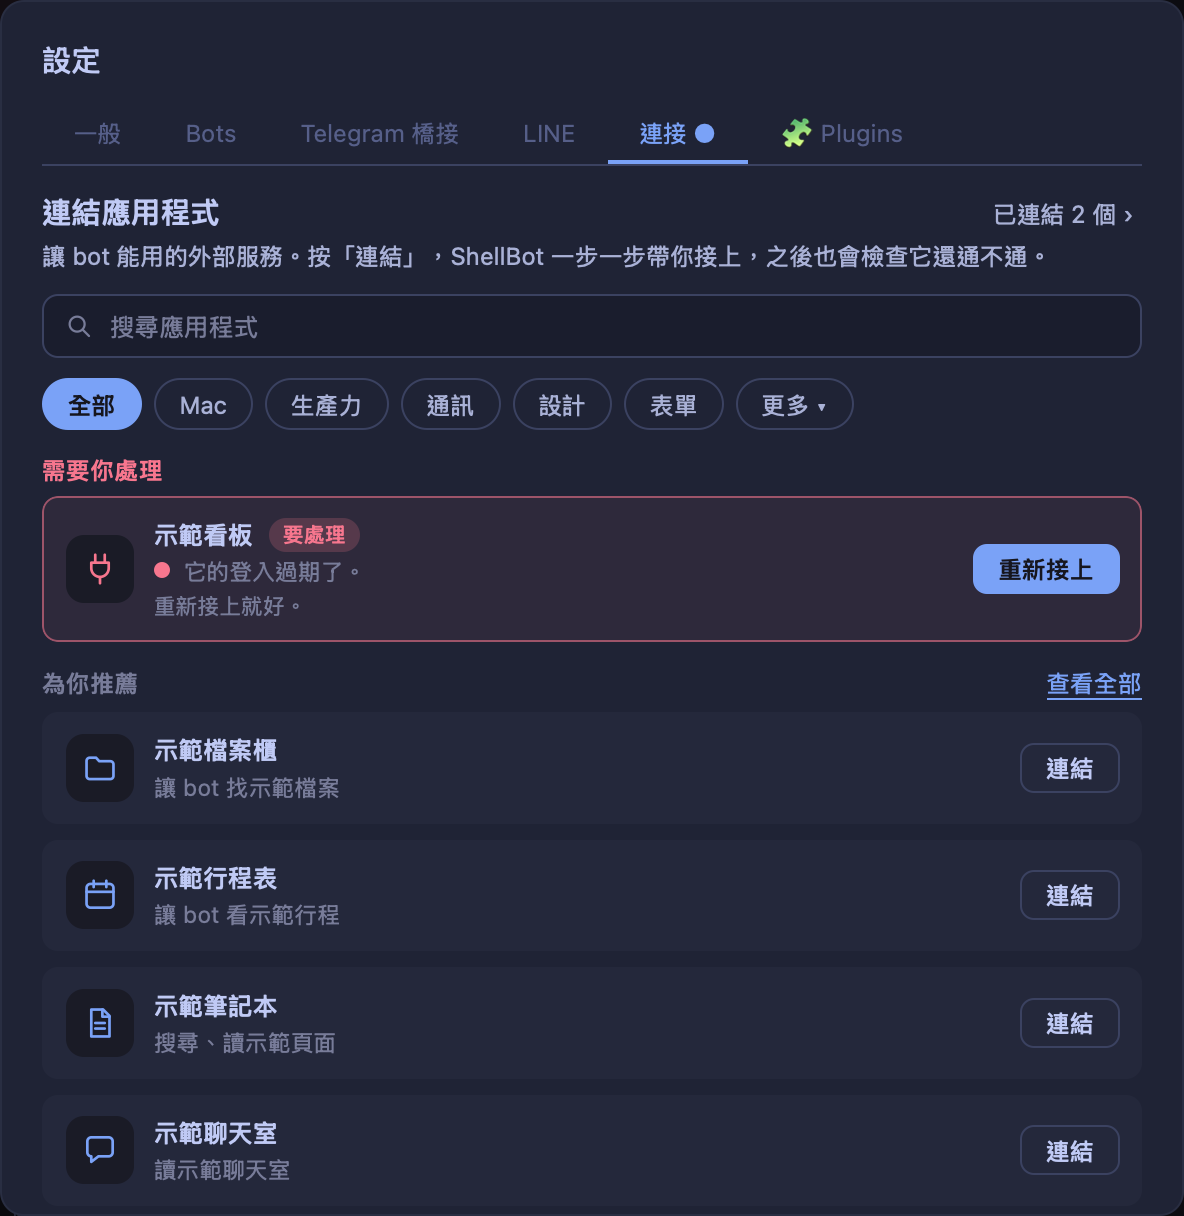 設定
一般 Bots Telegram 橋接 LINE 連接 Plugins
連結應用程式
已連結 2 個 ›
讓 bot 能用的外部服務。按「連結」，ShellBot 一步一步帶你接上，之後也會檢查它還通不通。
搜尋應用程式
全部 Mac 生產力 通訊 設計 表單 更多 ▾
需要你處理
示範看板 要處理
它的登入過期了。
重新接上就好。
重新接上
為你推薦 查看全部
示範檔案櫃
讓 bot 找示範檔案
連結
示範行程表
讓 bot 看示範行程
連結
示範筆記本
搜尋、讀示範頁面
連結
示範聊天室
讀示範聊天室
連結